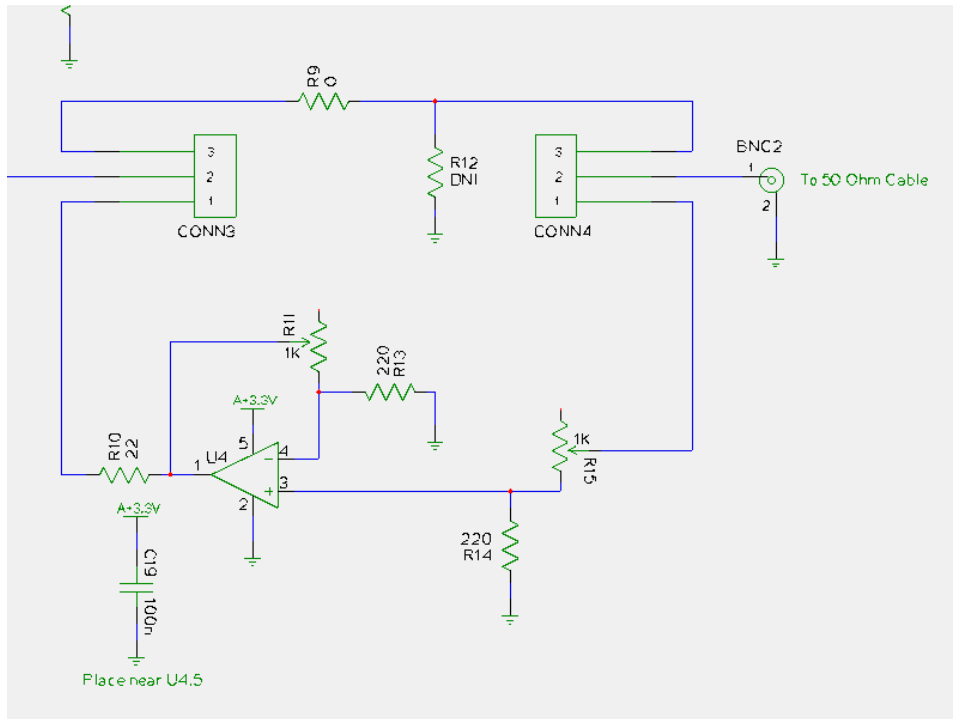 R9
0
3
2
1
CONN3
R12
DNI
3
2
1
CONN4
BNC2
1
2
To 50 Ohm Cable
R11
1K
220
R13
A+3.3V
5
U4
4
-
1
3
+
2
R10
22
A+3.3V
C19
100n
Place near U4.5
1K
R15
220
R14